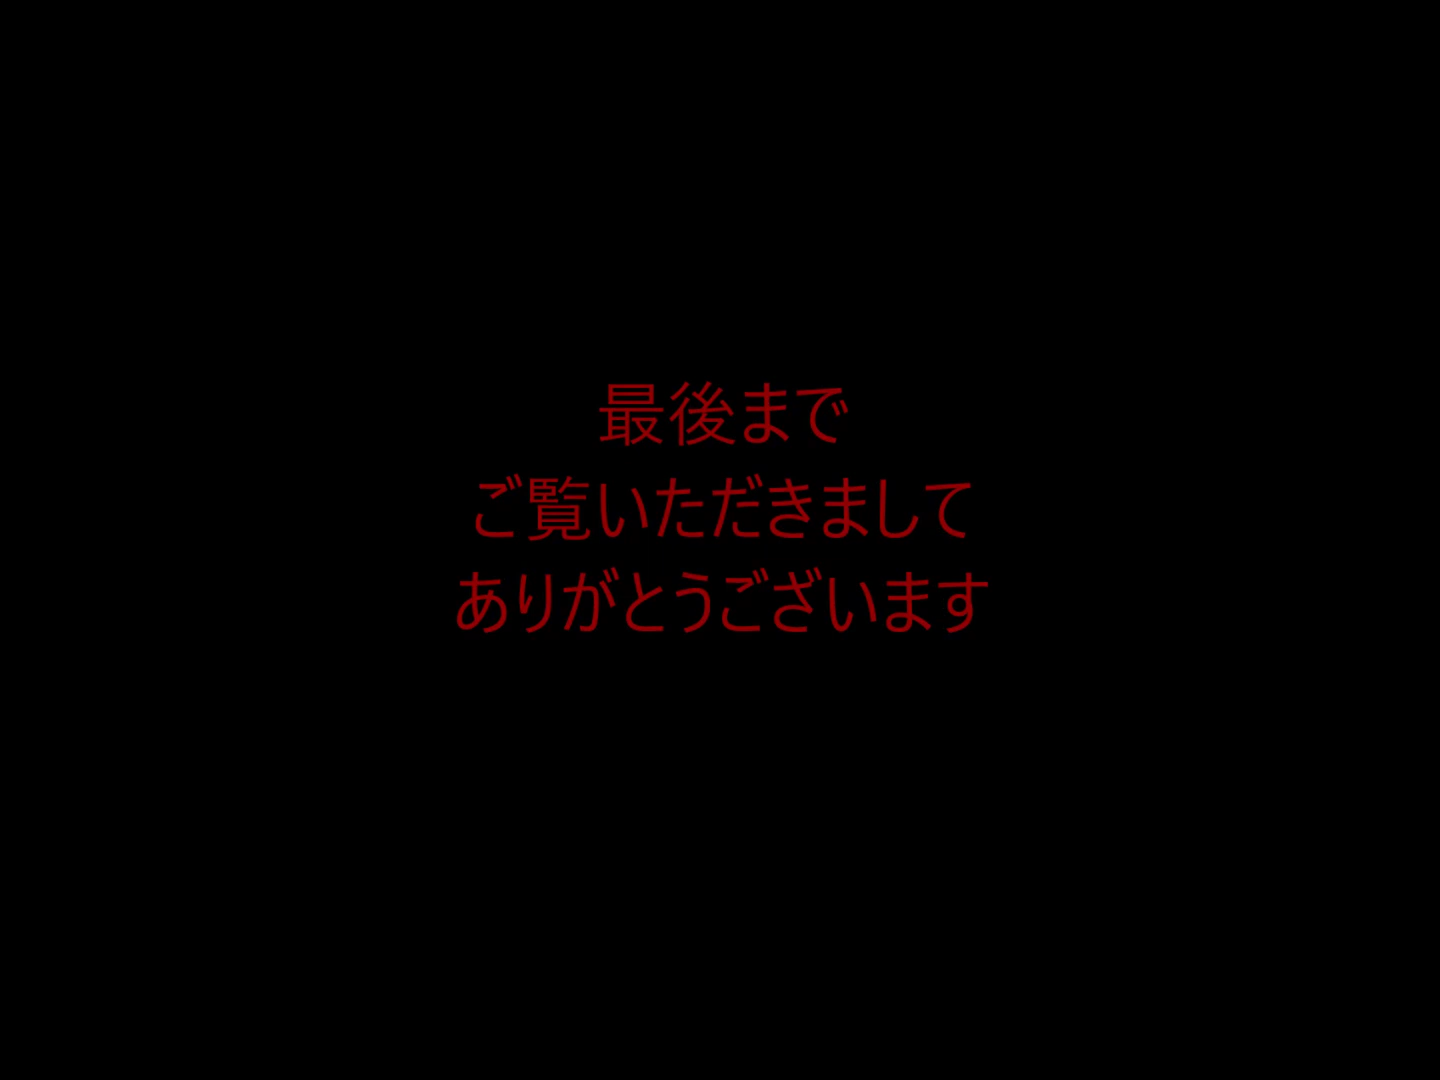 最後まで
ご覧いただきまして
ありがとうございます